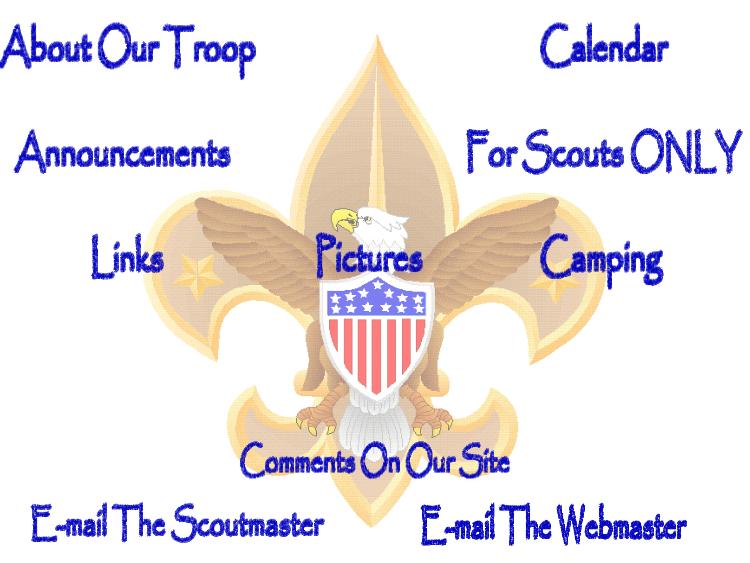 About Our Troop
Calendar
Announcements
For Scouts ONLY
Links
Pictures
Camping
Comments On Our Site
E-mail The Scoutmaster
E-mail The Webmaster